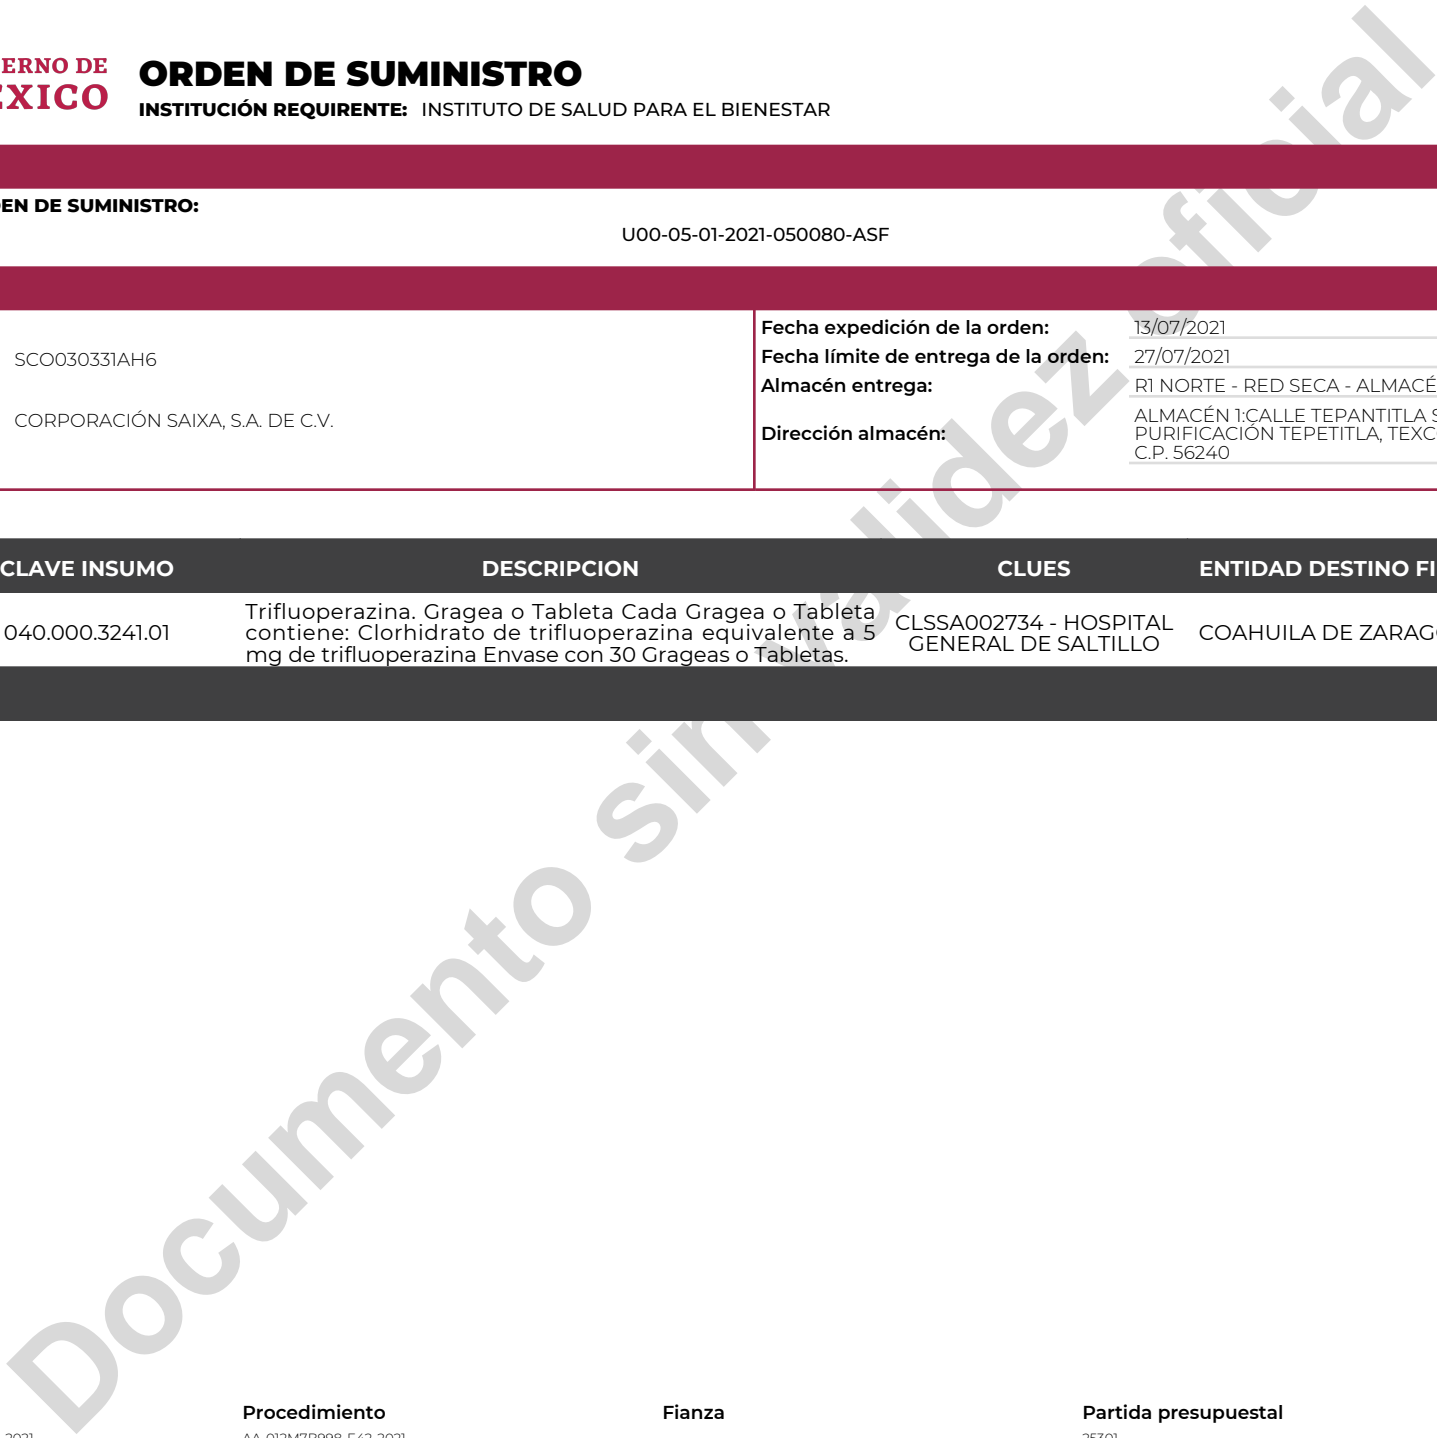 ERNO DE
ORDEN DE SUMINISTRO
EXICO
INSTITUCIÓN REQUIRENTE: INSTITUTO DE SALUD PARA EL BIENESTAR
EN DE SUMINISTRO:
U00-05-01-2021-050080-ASF
SCO030331AH6
CORPORACIÓN SAIXA, S.A. DE C.V.
Fecha expedición de la orden: 13/07/2021
Fecha límite de entrega de la orden: 27/07/2021
Almacén entrega: R1 NORTE - RED SECA - ALMACÉ
Dirección almacén: ALMACÉN 1:CALLE TEPANTITLA S
PURIFICACIÓN TEPETITLA, TEXC
C.P. 56240
CLAVE INSUMO DESCRIPCION CLUES ENTIDAD DESTINO FI
040.000.3241.01
Trifluoperazina. Gragea o Tableta Cada Gragea o Tableta
contiene: Clorhidrato de trifluoperazina equivalente a 5
mg de trifluoperazina Envase con 30 Grageas o Tabletas.
CLSSA002734 - HOSPITAL
GENERAL DE SALTILLO
COAHUILA DE ZARAG
Documento sin validez oficial
Procedimiento Fianza Partida presupuestal